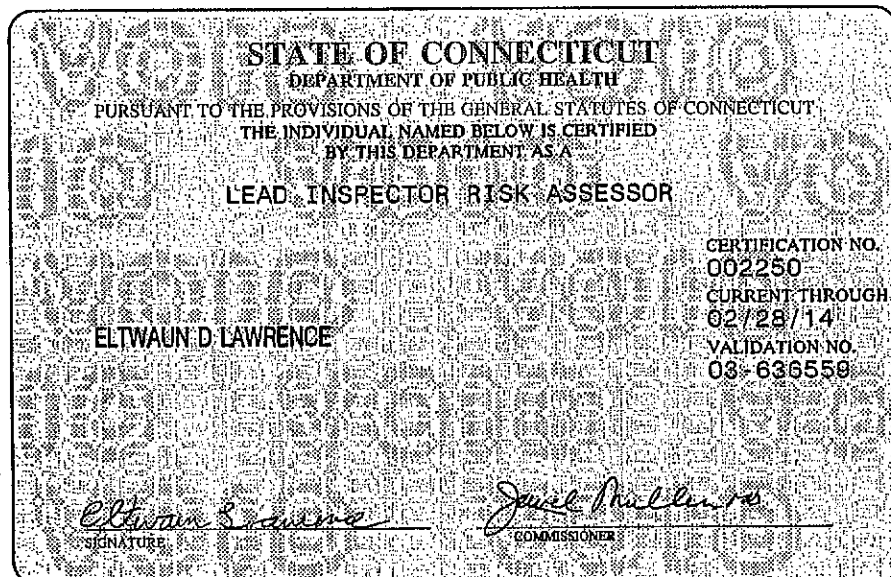 STATE OF CONNECTICUT
DEPARTMENT OF PUBLIC HEALTH
PURSUANT TO THE PROVISIONS OF THE GENERAL STATUTES OF CONNECTICUT
THE INDIVIDUAL NAMED BELOW IS CERTIFIED
BY THIS DEPARTMENT AS A
LEAD INSPECTOR RISK ASSESSOR
CERTIFICATION NO.
002250
CURRENT THROUGH
02/28/14
VALIDATION NO.
03-636559
ELTWAUN D LAWRENCE
SIGNATURE
COMMISSIONER